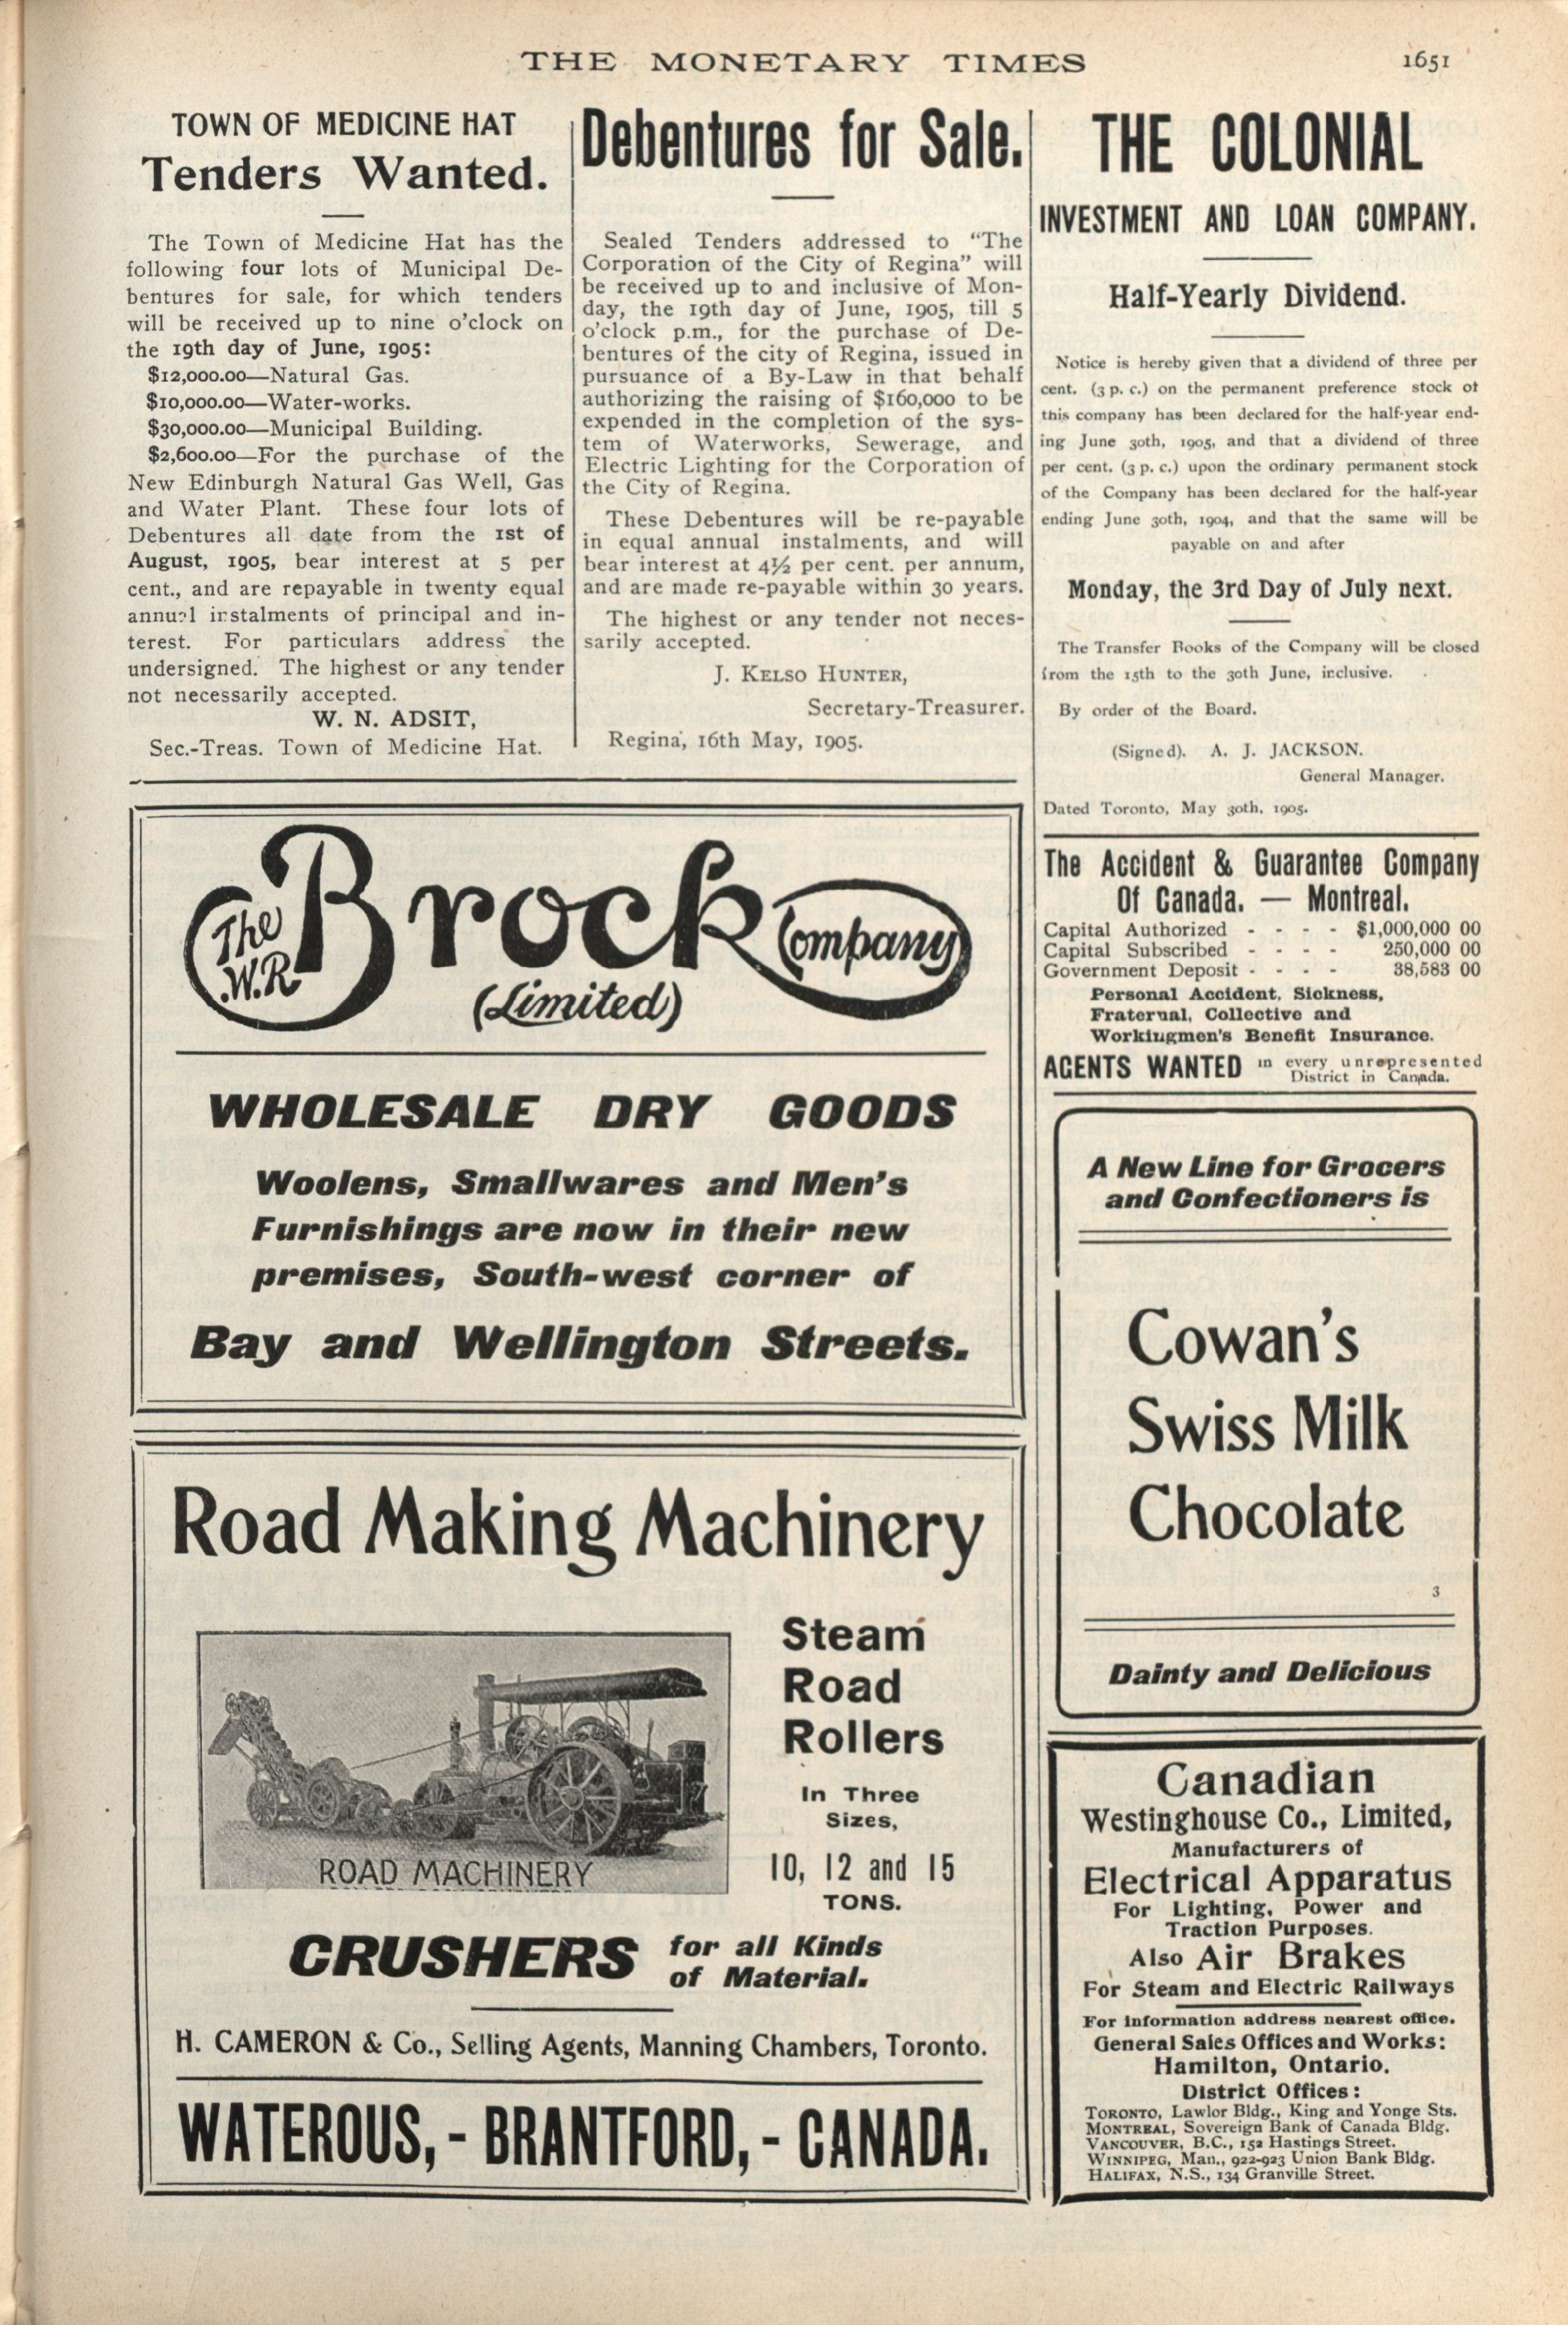 THE MONETARY TIMES
1651
TOWN OF MEDICINE HAT
Tenders Wanted.
The Town of Medicine Hat has the
following four lots of Municipal De-
bentures for sale, for which tenders
will be received up to nine o'clock on
the 19th day of June, 1905:
$12,000.00—Natural Gas.
$10,000.00—Water-works.
$30,000.00—Municipal Building.
$2,600.00—For the purchase of the
New Edinburgh Natural Gas Well, Gas
and Water Plant. These four lots of
Debentures all date from the 1st of
August, 1905, bear interest at 5 per
cent., and are repayable in twenty equal
annual instalments of principal and in-
terest. For particulars address the
undersigned. The highest or any tender
not necessarily accepted.
W. N. ADSIT,
Sec.-Treas. Town of Medicine Hat.
Debentures for Sale.
Sealed Tenders addressed to "The
Corporation of the City of Regina" will
be received up to and inclusive of Mon-
day, the 19th day of June, 1905, till 5
o'clock p.m., for the purchase of De-
bentures of the city of Regina, issued in
pursuance of a By-Law in that behalf
authorizing the raising of $160,000 to be
expended in the completion of the sys-
tem of Waterworks, Sewerage, and
Electric Lighting for the Corporation of
the City of Regina.
These Debentures will be re-payable
in equal annual instalments, and will
bear interest at 4½ per cent. per annum,
and are made re-payable within 30 years.
The highest or any tender not neces-
sarily accepted.
J. KELSO HUNTER,
Secretary-Treasurer.
Regina, 16th May, 1905.
THE COLONIAL
INVESTMENT AND LOAN COMPANY.
Half-Yearly Dividend.
Notice is hereby given that a dividend of three per
cent. (3 p. c.) on the permanent preference stock of
this company has been declared for the half-year end-
ing June 30th, 1905, and that a dividend of three
per cent. (3 p. c.) upon the ordinary permanent stock
of the Company has been declared for the half-year
ending June 30th, 1904, and that the same will be
payable on and after
Monday, the 3rd Day of July next.
The Transfer Books of the Company will be closed
from the 15th to the 30th June, inclusive.
By order of the Board.
(Signed). A. J. JACKSON.
General Manager.
Dated Toronto, May 30th, 1905.
The W.R. Brock Company
(Limited)
WHOLESALE DRY GOODS
Woolens, Smallwares and Men's
Furnishings are now in their new
premises, South-west corner of
Bay and Wellington Streets.
The Accident & Guarantee Company
Of Canada. — Montreal.
Capital Authorized - - - - $1,000,000 00
Capital Subscribed - - - - 250,000 00
Government Deposit - - - - 38,583 00
Personal Accident, Sickness,
Fraternal, Collective and
Workingmen's Benefit Insurance.
AGENTS WANTED in every unrepresented
District in Canada.
A New Line for Grocers
and Confectioners is
Cowan's
Swiss Milk
Chocolate
3
Dainty and Delicious
Road Making Machinery
Steam
Road
Rollers
In Three
Sizes,
10, 12 and 15
TONS.
ROAD MACHINERY
CRUSHERS for all Kinds
of Material.
H. CAMERON & Co., Selling Agents, Manning Chambers, Toronto.
WATEROUS, - BRANTFORD, - CANADA.
Canadian
Westinghouse Co., Limited,
Manufacturers of
Electrical Apparatus
For Lighting, Power and
Traction Purposes.
Also Air Brakes
For Steam and Electric Railways
For information address nearest office.
General Sales Offices and Works:
Hamilton, Ontario.
District Offices:
TORONTO, Lawlor Bldg., King and Yonge Sts.
MONTREAL, Sovereign Bank of Canada Bldg.
VANCOUVER, B.C., 152 Hastings Street.
WINNIPEG, Man., 922-923 Union Bank Bldg.
HALIFAX, N.S., 134 Granville Street.